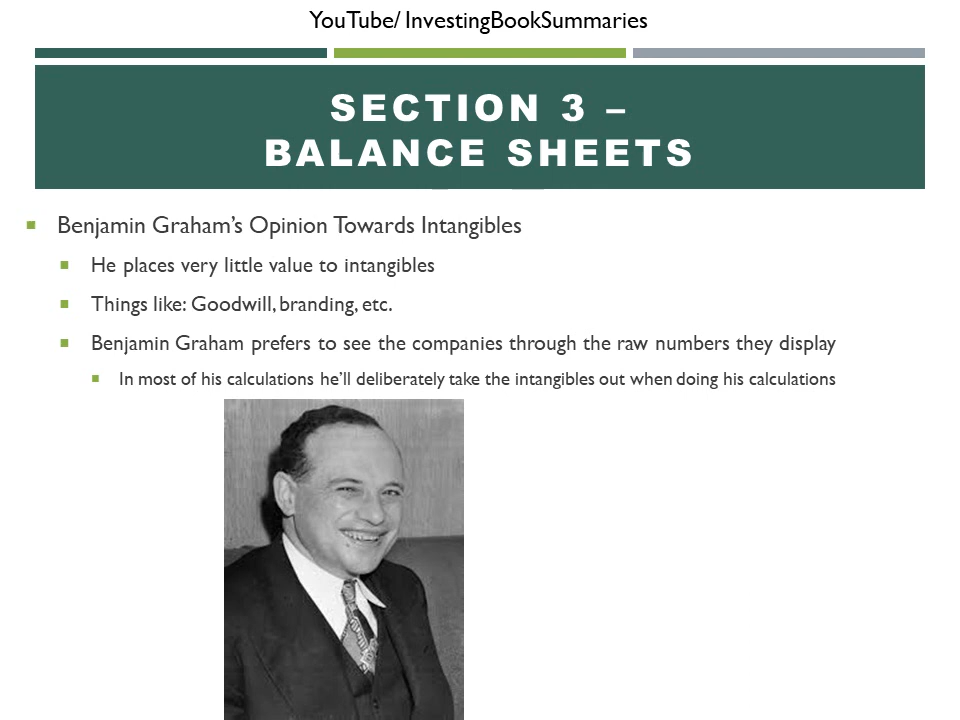 YouTube/ InvestingBookSummaries
SECTION 3 –
BALANCE SHEETS
Benjamin Graham’s Opinion Towards Intangibles
He places very little value to intangibles
Things like: Goodwill, branding, etc.
Benjamin Graham prefers to see the companies through the raw numbers they display
In most of his calculations he’ll deliberately take the intangibles out when doing his calculations